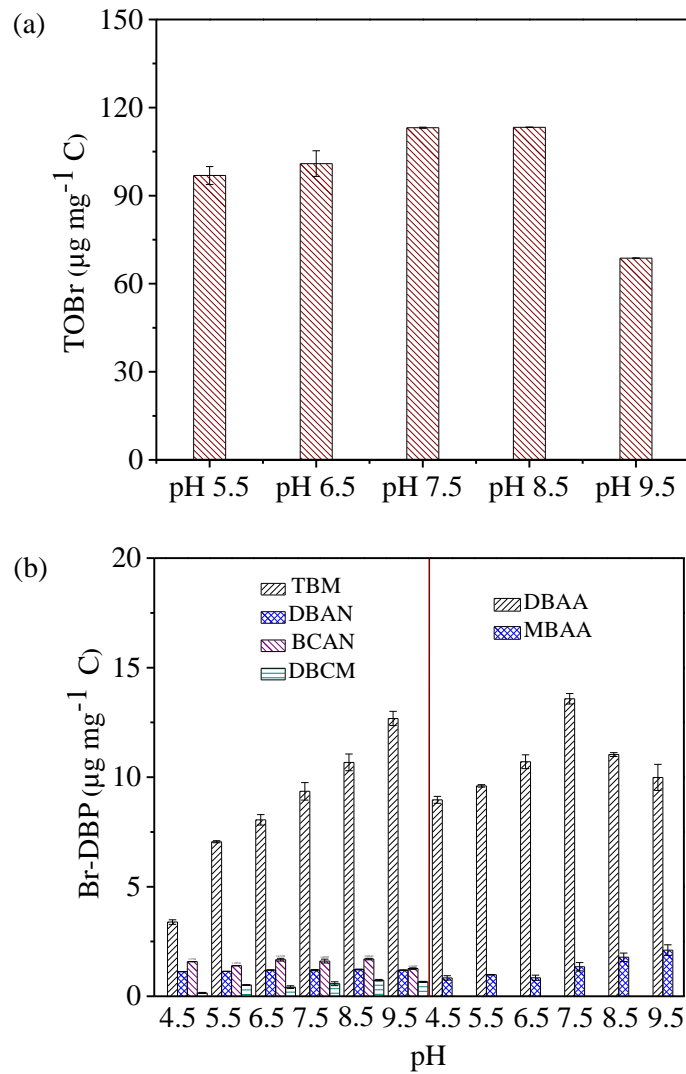 (a)
150
120
90
60
30
0
TOBr (µg mg⁻¹ C)
pH 5.5 pH 6.5 pH 7.5 pH 8.5 pH 9.5
(b)
20
15
10
5
0
Br-DBP (µg mg⁻¹ C)
TBM
DBAN
BCAN
DBCM
DBAA
MBAA
4.5 5.5 6.5 7.5 8.5 9.5 4.5 5.5 6.5 7.5 8.5 9.5
pH